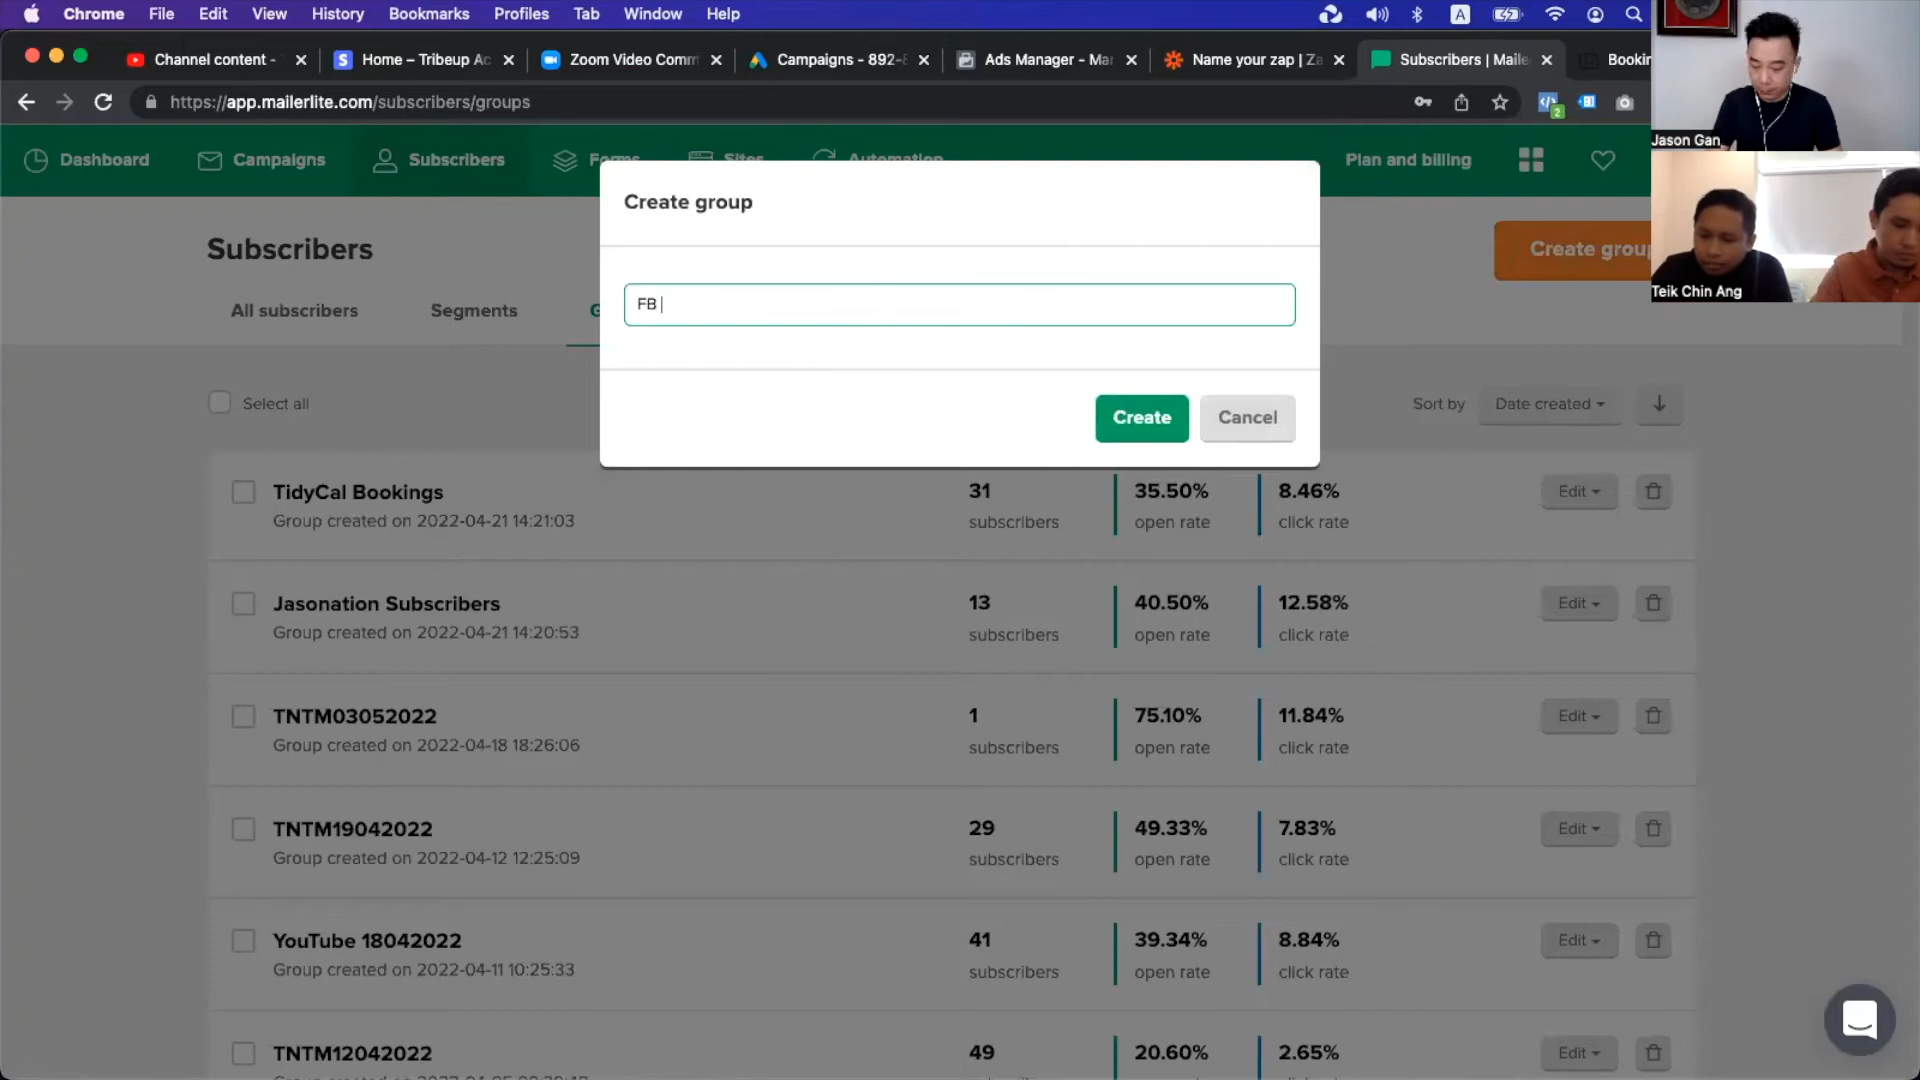 Chrome File Edit View History Bookmarks Profiles Tab Window Help
Channel content - Home – Tribeup Ac Zoom Video Comm Campaigns - 892- Ads Manager - Mar Name your zap | Za Subscribers | Maile Bookin
https://app.mailerlite.com/subscribers/groups
2
Jason Gan
Dashboard Campaigns Subscribers Forms Sites Automation Plan and billing
Create group
Subscribers
Create group
All subscribers Segments G
FB
Teik Chin Ang
Select all
Sort by Date created
Create Cancel
TidyCal Bookings 31 35.50% 8.46% Edit
Group created on 2022-04-21 14:21:03 subscribers open rate click rate
Jasonation Subscribers 13 40.50% 12.58% Edit
Group created on 2022-04-21 14:20:53 subscribers open rate click rate
TNTM03052022 1 75.10% 11.84% Edit
Group created on 2022-04-18 18:26:06 subscribers open rate click rate
TNTM19042022 29 49.33% 7.83% Edit
Group created on 2022-04-12 12:25:09 subscribers open rate click rate
YouTube 18042022 41 39.34% 8.84% Edit
Group created on 2022-04-11 10:25:33 subscribers open rate click rate
TNTM12042022 49 20.60% 2.65% Edit